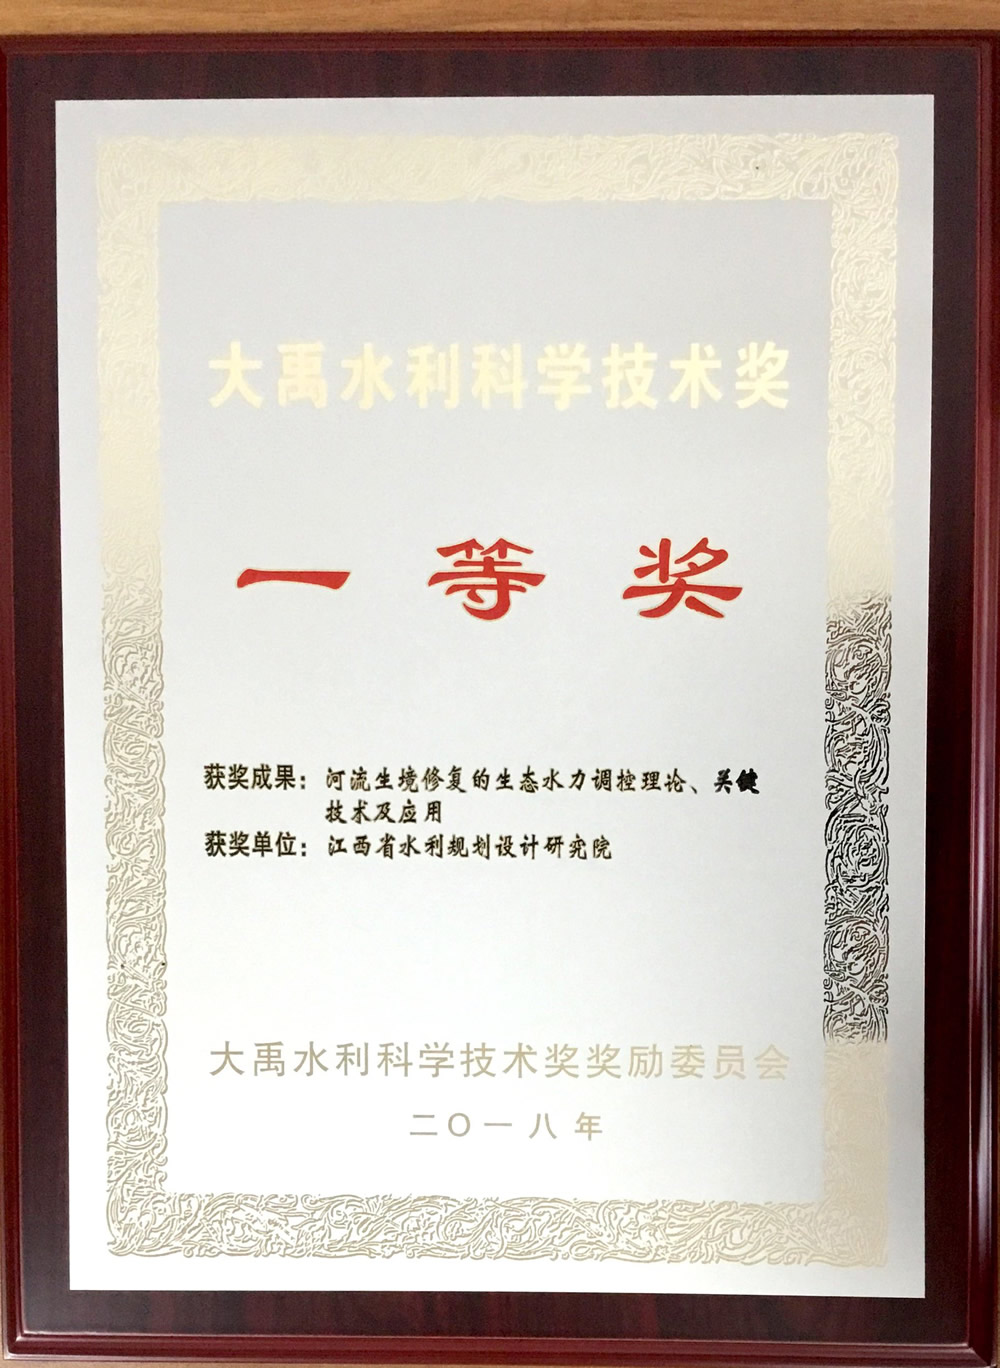 大禹水利科学技术奖
一等奖
获奖成果：河流生境修复的生态水力调控理论、关键
技术及应用
获奖单位：江西省水利规划设计研究院
大禹水利科学技术奖奖励委员会
二〇一八年